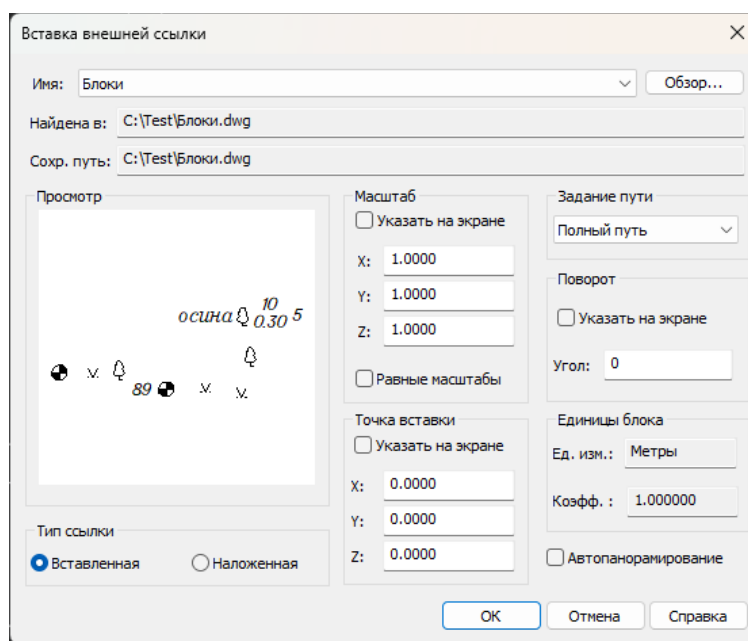 Вставка внешней ссылки
Имя: Блоки Обзор...
Найдена в: C:\Test\Блоки.dwg
Сохр. путь: C:\Test\Блоки.dwg
Просмотр
осина 10 0.30 5
89
Тип ссылки
Вставленная Наложенная
Масштаб
Указать на экране
X: 1.0000
Y: 1.0000
Z: 1.0000
Равные масштабы
Точка вставки
Указать на экране
X: 0.0000
Y: 0.0000
Z: 0.0000
Задание пути
Полный путь
Поворот
Указать на экране
Угол: 0
Единицы блока
Ед. изм.: Метры
Коэфф. : 1.000000
Автопанорамирование
ОК Отмена Справка